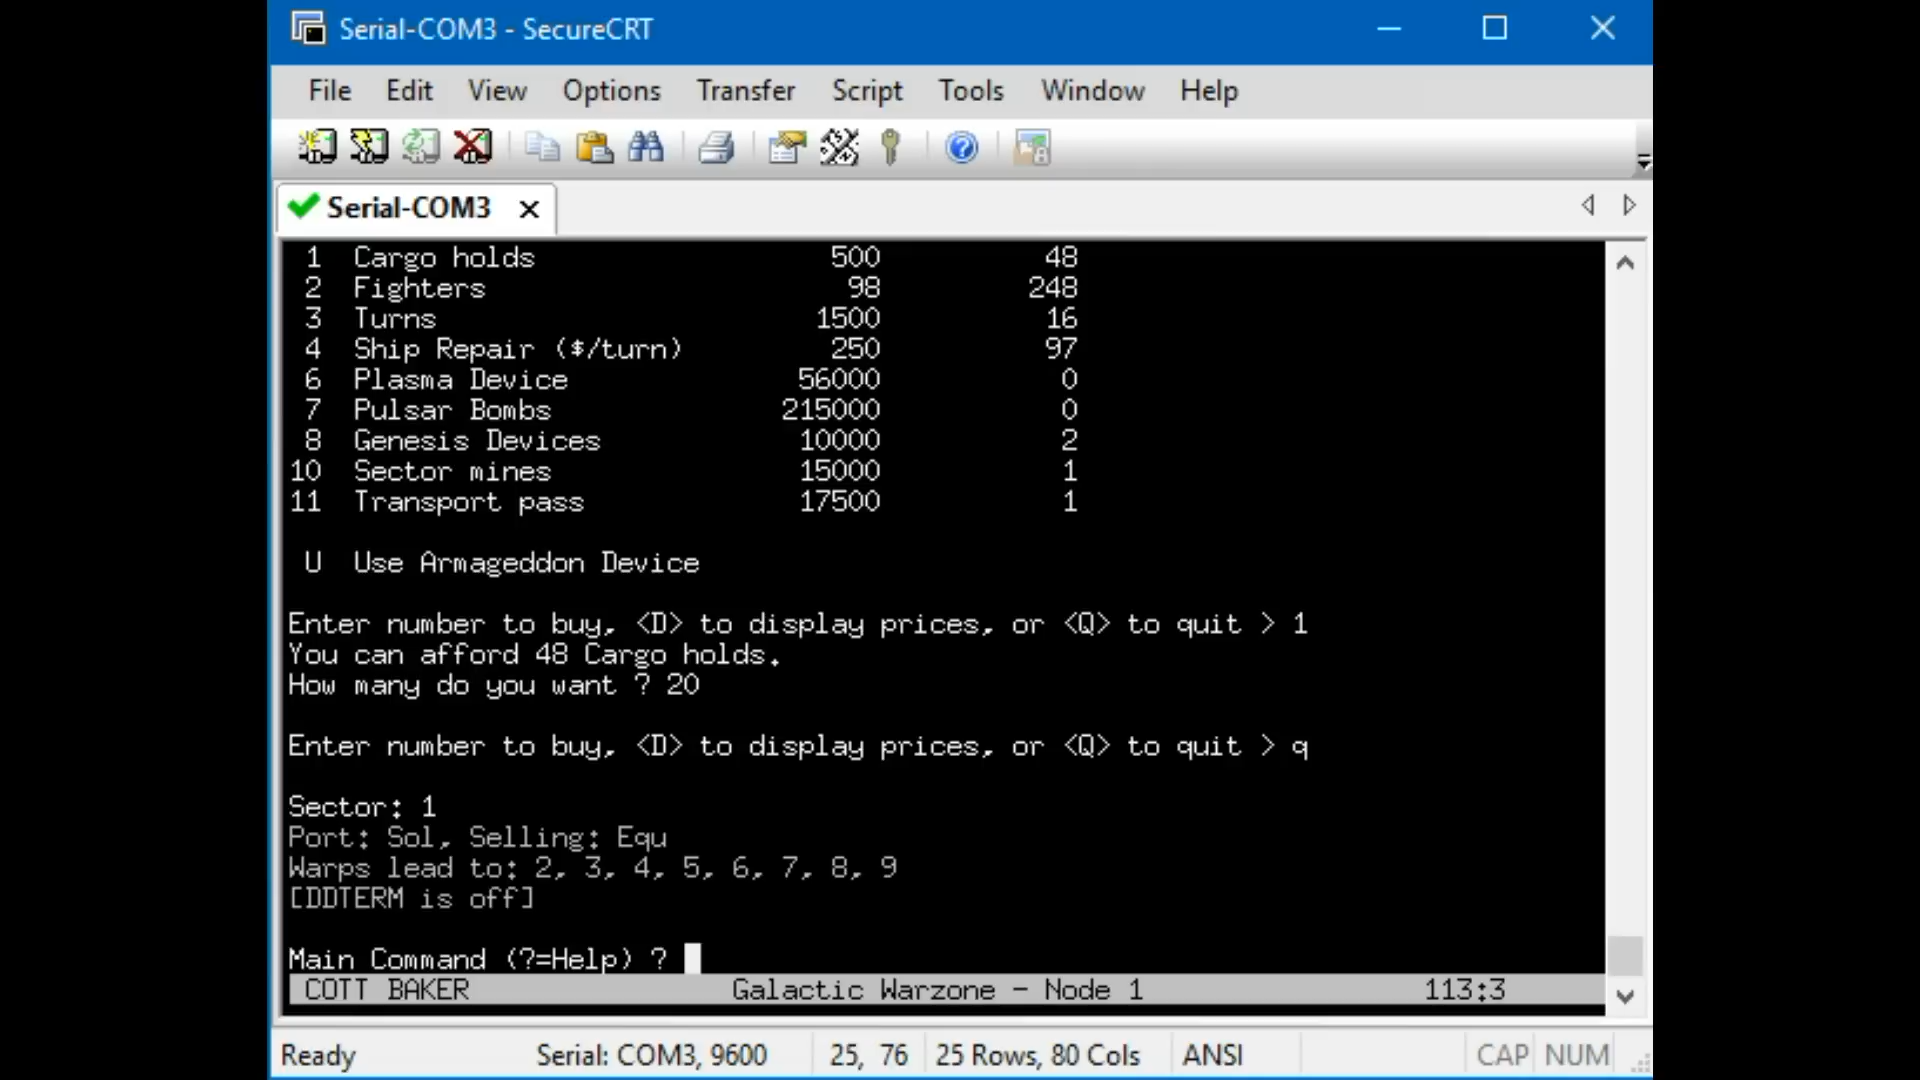 Serial-COM3 - SecureCRT
File Edit View Options Transfer Script Tools Window Help
Serial-COM3
1 Cargo holds 500 48
2 Fighters 98 248
3 Turns 1500 16
4 Ship Repair ($/turn) 250 97
6 Plasma Device 56000 0
7 Pulsar Bombs 215000 0
8 Genesis Devices 10000 2
10 Sector mines 15000 1
11 Transport pass 17500 1
U Use Armageddon Device
Enter number to buy, <D> to display prices, or <Q> to quit > 1
You can afford 48 Cargo holds.
How many do you want ? 20
Enter number to buy, <D> to display prices, or <Q> to quit > q
Sector: 1
Port: Sol, Selling: Equ
Warps lead to: 2, 3, 4, 5, 6, 7, 8, 9
[DDTERM is off]
Main Command (?=Help) ?
COTT BAKER Galactic Warzone - Node 1 113:3
Ready Serial: COM3, 9600 25, 76 25 Rows, 80 Cols ANSI CAP NUM